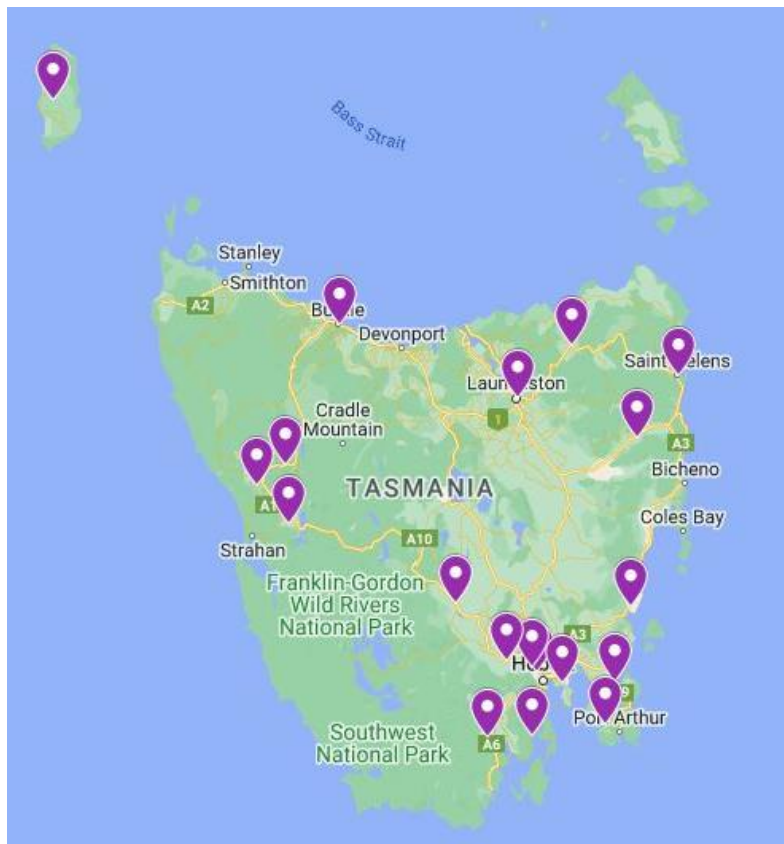 Bass Strait
Stanley
Smithton
A2
Devonport
1
Cradle
Mountain
A3
Bicheno
TASMANIA
Coles Bay
Strahan
A10
Franklin-Gordon
Wild Rivers
National Park
A3
Arthur
Southwest
National Park
A6